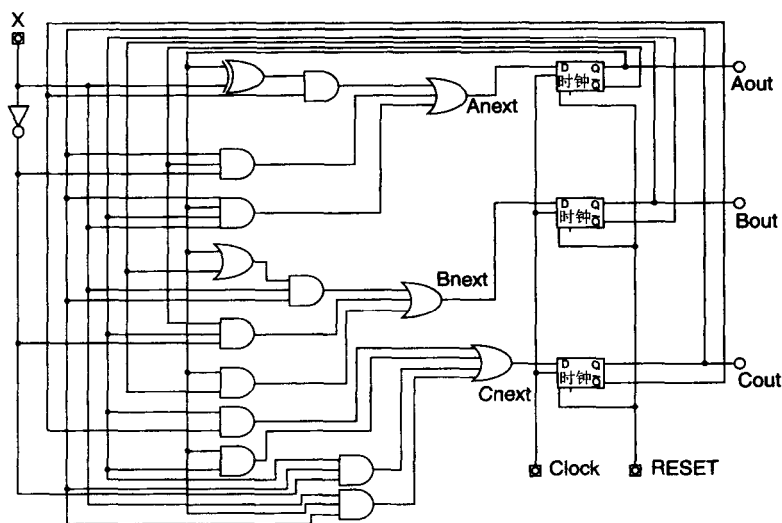 X
D Q
时钟
Q
Aout
Anext
D Q
时钟
Q
Bout
Bnext
D Q
时钟
Q
Cout
Cnext
Clock
RESET